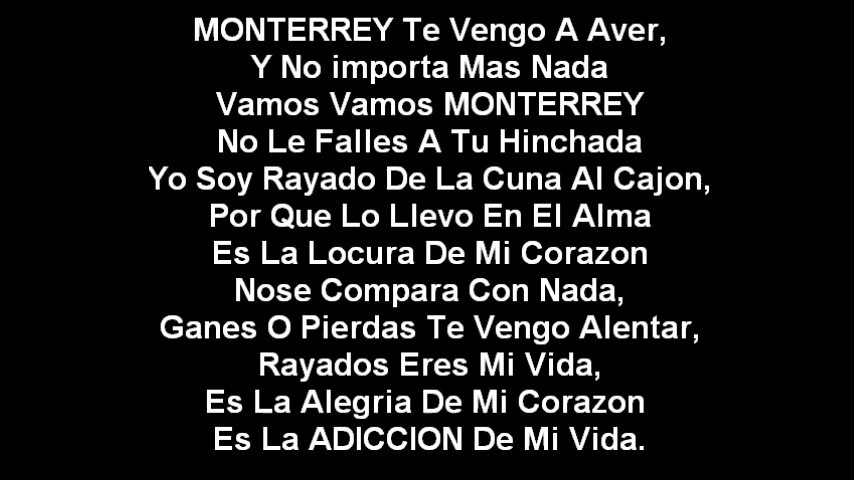 MONTERREY Te Vengo A Aver,
Y No importa Mas Nada
Vamos Vamos MONTERREY
No Le Falles A Tu Hinchada
Yo Soy Rayado De La Cuna Al Cajon,
Por Que Lo Llevo En El Alma
Es La Locura De Mi Corazon
Nose Compara Con Nada,
Ganes O Pierdas Te Vengo Alentar,
Rayados Eres Mi Vida,
Es La Alegria De Mi Corazon
Es La ADICCION De Mi Vida.